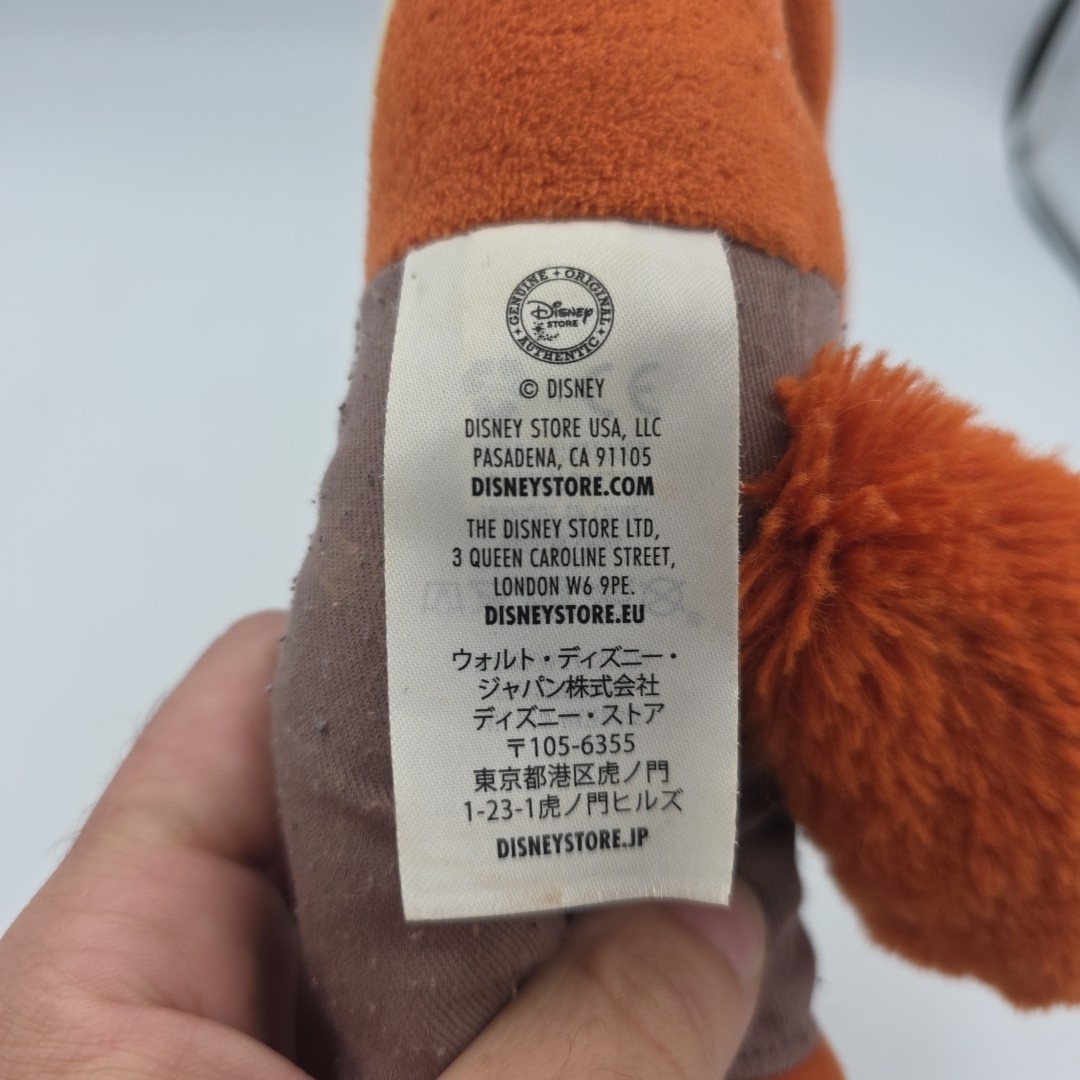 GENUINE + ORIGINAL + AUTHENTIC +
Disney
STORE
© DISNEY
DISNEY STORE USA, LLC
PASADENA, CA 91105
DISNEYSTORE.COM
THE DISNEY STORE LTD,
3 QUEEN CAROLINE STREET,
LONDON W6 9PE.
DISNEYSTORE.EU
ウォルト・ディズニー・
ジャパン株式会社
ディズニー・ストア
〒105-6355
東京都港区虎ノ門
1-23-1虎ノ門ヒルズ
DISNEYSTORE.JP